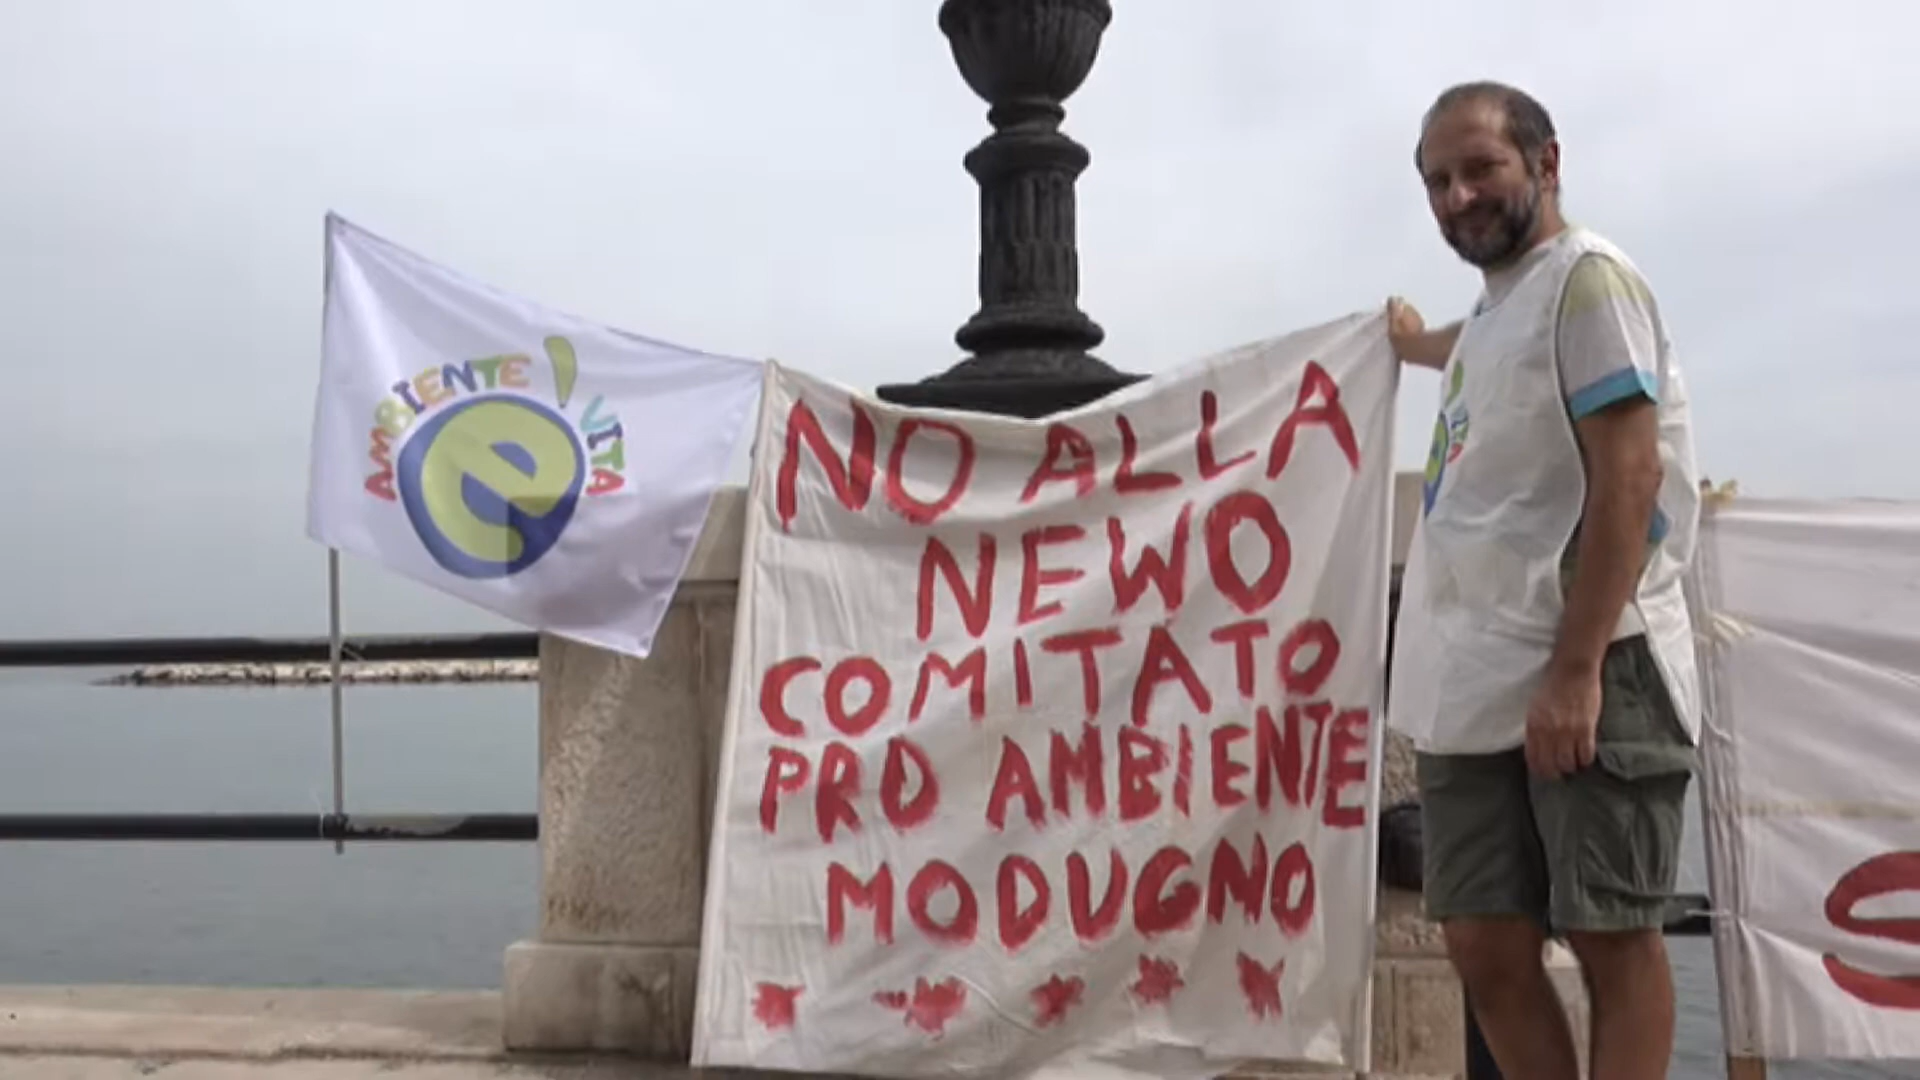 AMBIENTE è VITA!
NO ALLA
NEWO
COMITATO
PRO AMBIENTE
MODUGNO
S